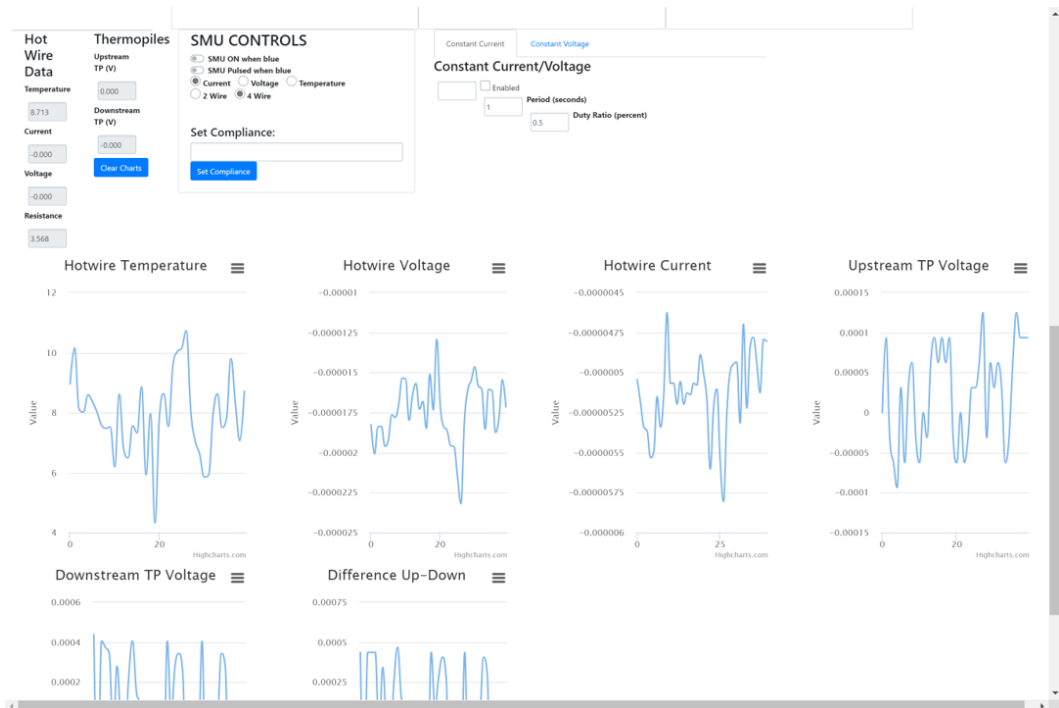 Hot
Wire
Data
Temperature
8.713
Current
-0.000
Voltage
-0.000
Resistance
3.568
Thermopiles
Upstream
TP (V)
0.000
Downstream
TP (V)
-0.000
Clear Charts
SMU CONTROLS
SMU ON when blue
SMU Pulsed when blue
Current Voltage Temperature
2 Wire 4 Wire
Set Compliance:
Set Compliance
Constant Current Constant Voltage
Constant Current/Voltage
Enabled
1 Period (seconds)
0.5 Duty Ratio (percent)
Hotwire Temperature
12
10
8
6
4
Value
0 20
Highcharts.com
Hotwire Voltage
-0.00001
-0.0000125
-0.000015
-0.0000175
-0.00002
-0.0000225
-0.000025
Value
0 20
Highcharts.com
Hotwire Current
-0.0000045
-0.00000475
-0.000005
-0.00000525
-0.0000055
-0.00000575
-0.000006
Value
0 25
Highcharts.com
Upstream TP Voltage
0.00015
0.0001
0.00005
0
-0.00005
-0.0001
-0.00015
Value
0 20
Highcharts.com
Downstream TP Voltage
0.0006
0.0004
0.0002
Difference Up-Down
0.00075
0.0005
0.00025